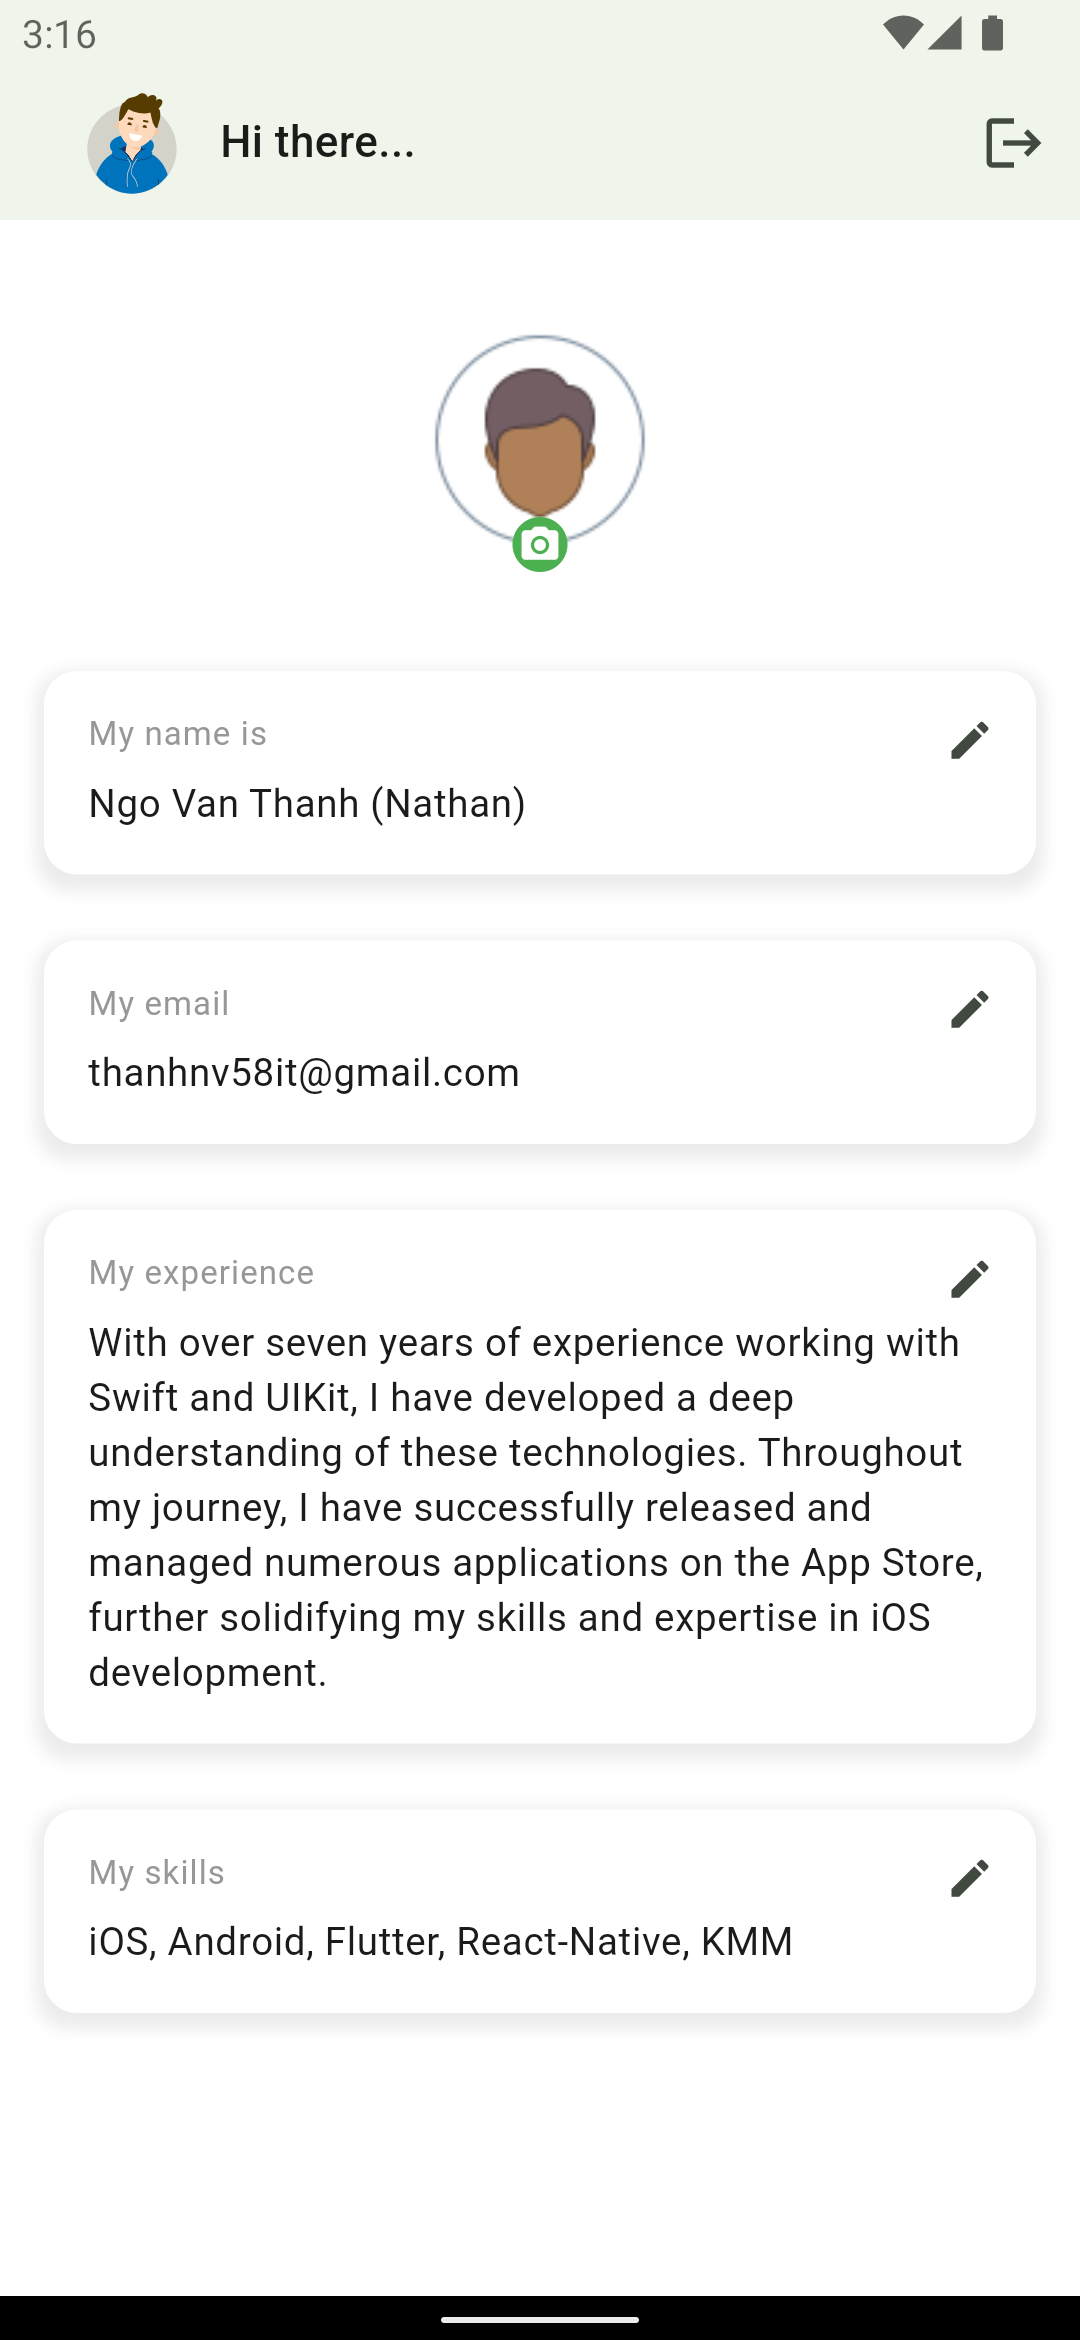 3:16
Hi there...
My name is
Ngo Van Thanh (Nathan)
My email
thanhnv58it@gmail.com
My experience
With over seven years of experience working with
Swift and UIKit, I have developed a deep
understanding of these technologies. Throughout
my journey, I have successfully released and
managed numerous applications on the App Store,
further solidifying my skills and expertise in iOS
development.
My skills
iOS, Android, Flutter, React-Native, KMM